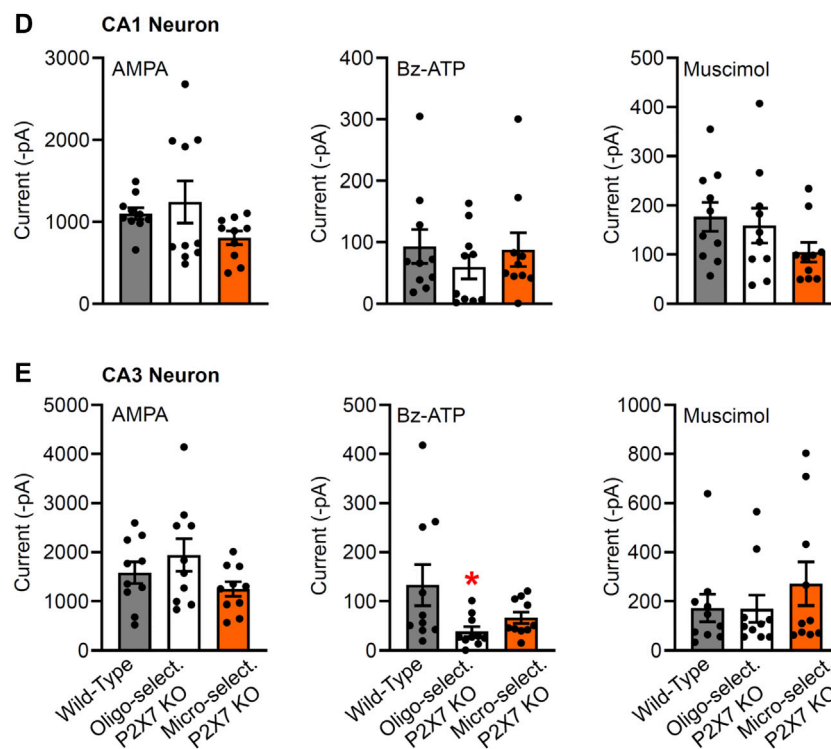 D CA1 Neuron
AMPA
Current (-pA)
3000
2000
1000
0
Bz-ATP
Current (-pA)
400
300
200
100
0
Muscimol
Current (-pA)
500
400
300
200
100
0
E CA3 Neuron
AMPA
Current (-pA)
5000
4000
3000
2000
1000
0
Wild-Type
Oligo-select.
P2X7 KO
Micro-select.
P2X7 KO
Bz-ATP
Current (-pA)
500
400
300
200
100
0
*
Wild-Type
Oligo-select.
P2X7 KO
Micro-select.
P2X7 KO
Muscimol
Current (-pA)
1000
800
600
400
200
0
Wild-Type
Oligo-select.
P2X7 KO
Micro-select.
P2X7 KO